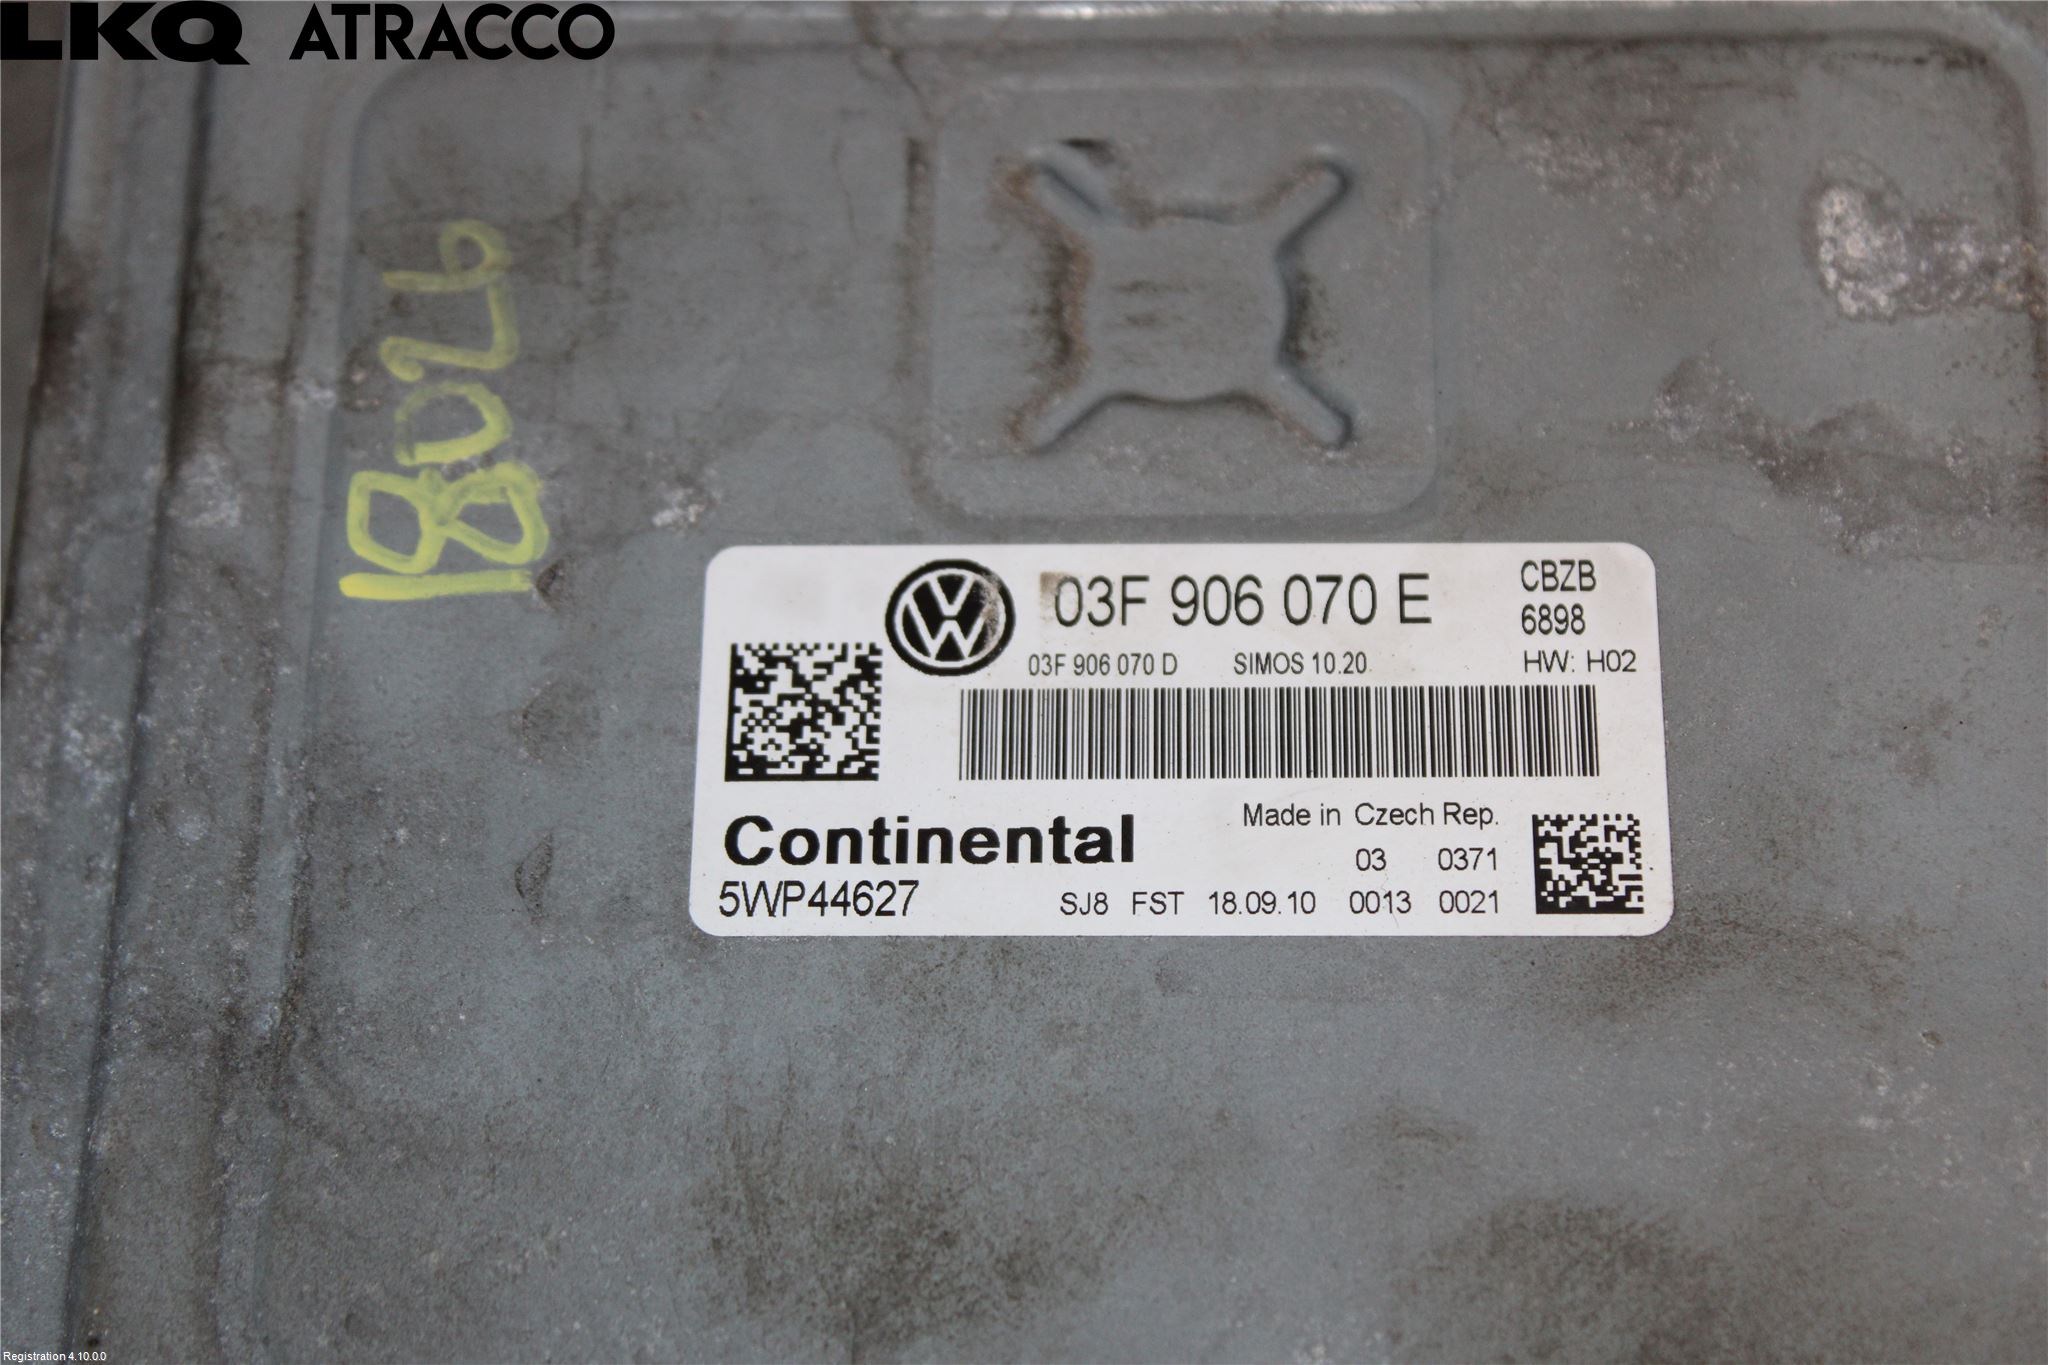 LKQ ATRACCO
18026
03F 906 070 E
CBZB
6898
03F 906 070 D SIMOS 10.20 HW: H02
Continental
Made in Czech Rep.
03 0371
5WP44627 SJ8 FST 18.09.10 0013 0021
Registration 4.10.0.0